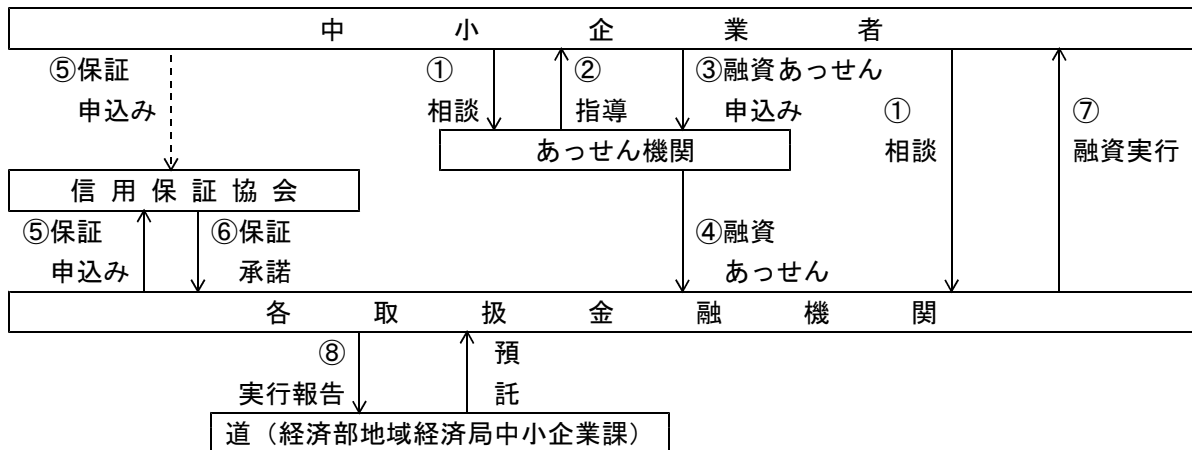 中小企業者
⑤保証
申込み
①
相談
②
指導
③融資あっせん
申込み
①
相談
⑦
融資実行
あっせん機関
信用保証協会
⑤保証
申込み
⑥保証
承諾
④融資
あっせん
各取扱金融機関
⑧
実行報告
預
託
道（経済部地域経済局中小企業課）